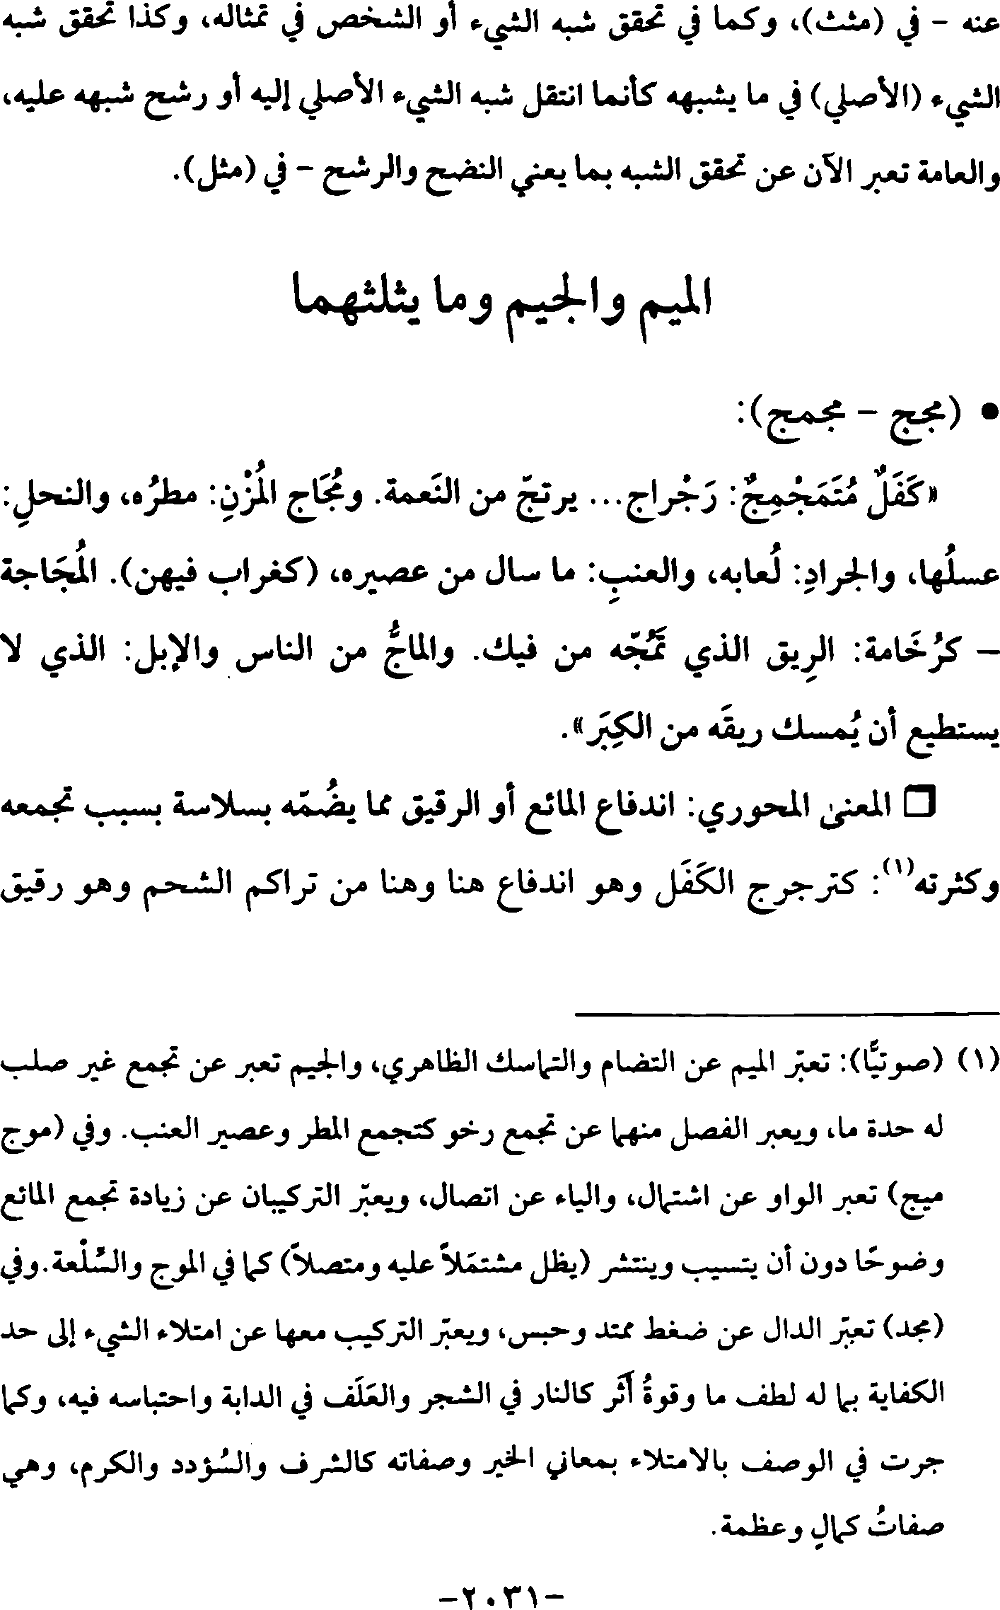 عنه - في (مثث)، وكما في تحقق شبه الشيء أو الشخص في تمثاله، وكذا تحقق شبه
الشيء (الأصلي) في ما يشبهه كأنما انتقل شبه الشيء الأصلي إليه أو رشح شبهه عليه،
والعامة تعبر الآن عن تحقق الشبه بما يعني النضح والرشح - في (مثل).
الميم والجيم وما يثلثهما
• (مجج - مجمج):
«كَفَلٌ مُتَمَجْمِجٌ: رَجْراج... يرتجّ من النَعمة. ومُجَاج المُزْنِ: مطرُه، والنحلِ:
عسلُها، والجرادِ: لُعابه، والعنبِ: ما سال من عصيره، (كغراب فيهن). المُجَاجة
- كرُخَامة: الرِيق الذي تَمُجّه من فيك. والماجُّ من الناس والإبل: الذي لا
يستطيع أن يُمسك ريقَه من الكِبَر».
□ المعنى المحوري: اندفاع المائع أو الرقيق مما يضُمّه بسلاسة بسبب تجمعه
وكثرته(١): كترجرج الكَفَل وهو اندفاع هنا وهنا من تراكم الشحم وهو رقيق
(١) (صوتيًّا): تعبّر الميم عن التضام والتماسك الظاهري، والجيم تعبر عن تجمع غير صلب
له حدة ما، ويعبر الفصل منهما عن تجمع رخو كتجمع المطر وعصير العنب. وفي (موج
ميج) تعبر الواو عن اشتمال، والياء عن اتصال، ويعبّر التركيبان عن زيادة تجمع المائع
وضوحًا دون أن يتسيب وينتشر (يظل مشتمَلاً عليه ومتصلاً) كما في الموج والسِّلْعة. وفي
(مجد) تعبّر الدال عن ضغط ممتد وحبس، ويعبّر التركيب معها عن امتلاء الشيء إلى حد
الكفاية بما له لطف ما وقوةُ أثَر كالنار في الشجر والعَلَف في الدابة واحتباسه فيه، وكما
جرت في الوصف بالامتلاء بمعاني الخير وصفاته كالشرف والسُؤدد والكرم، وهي
صفاتُ كمالٍ وعظمة.
-٢٠٣١-